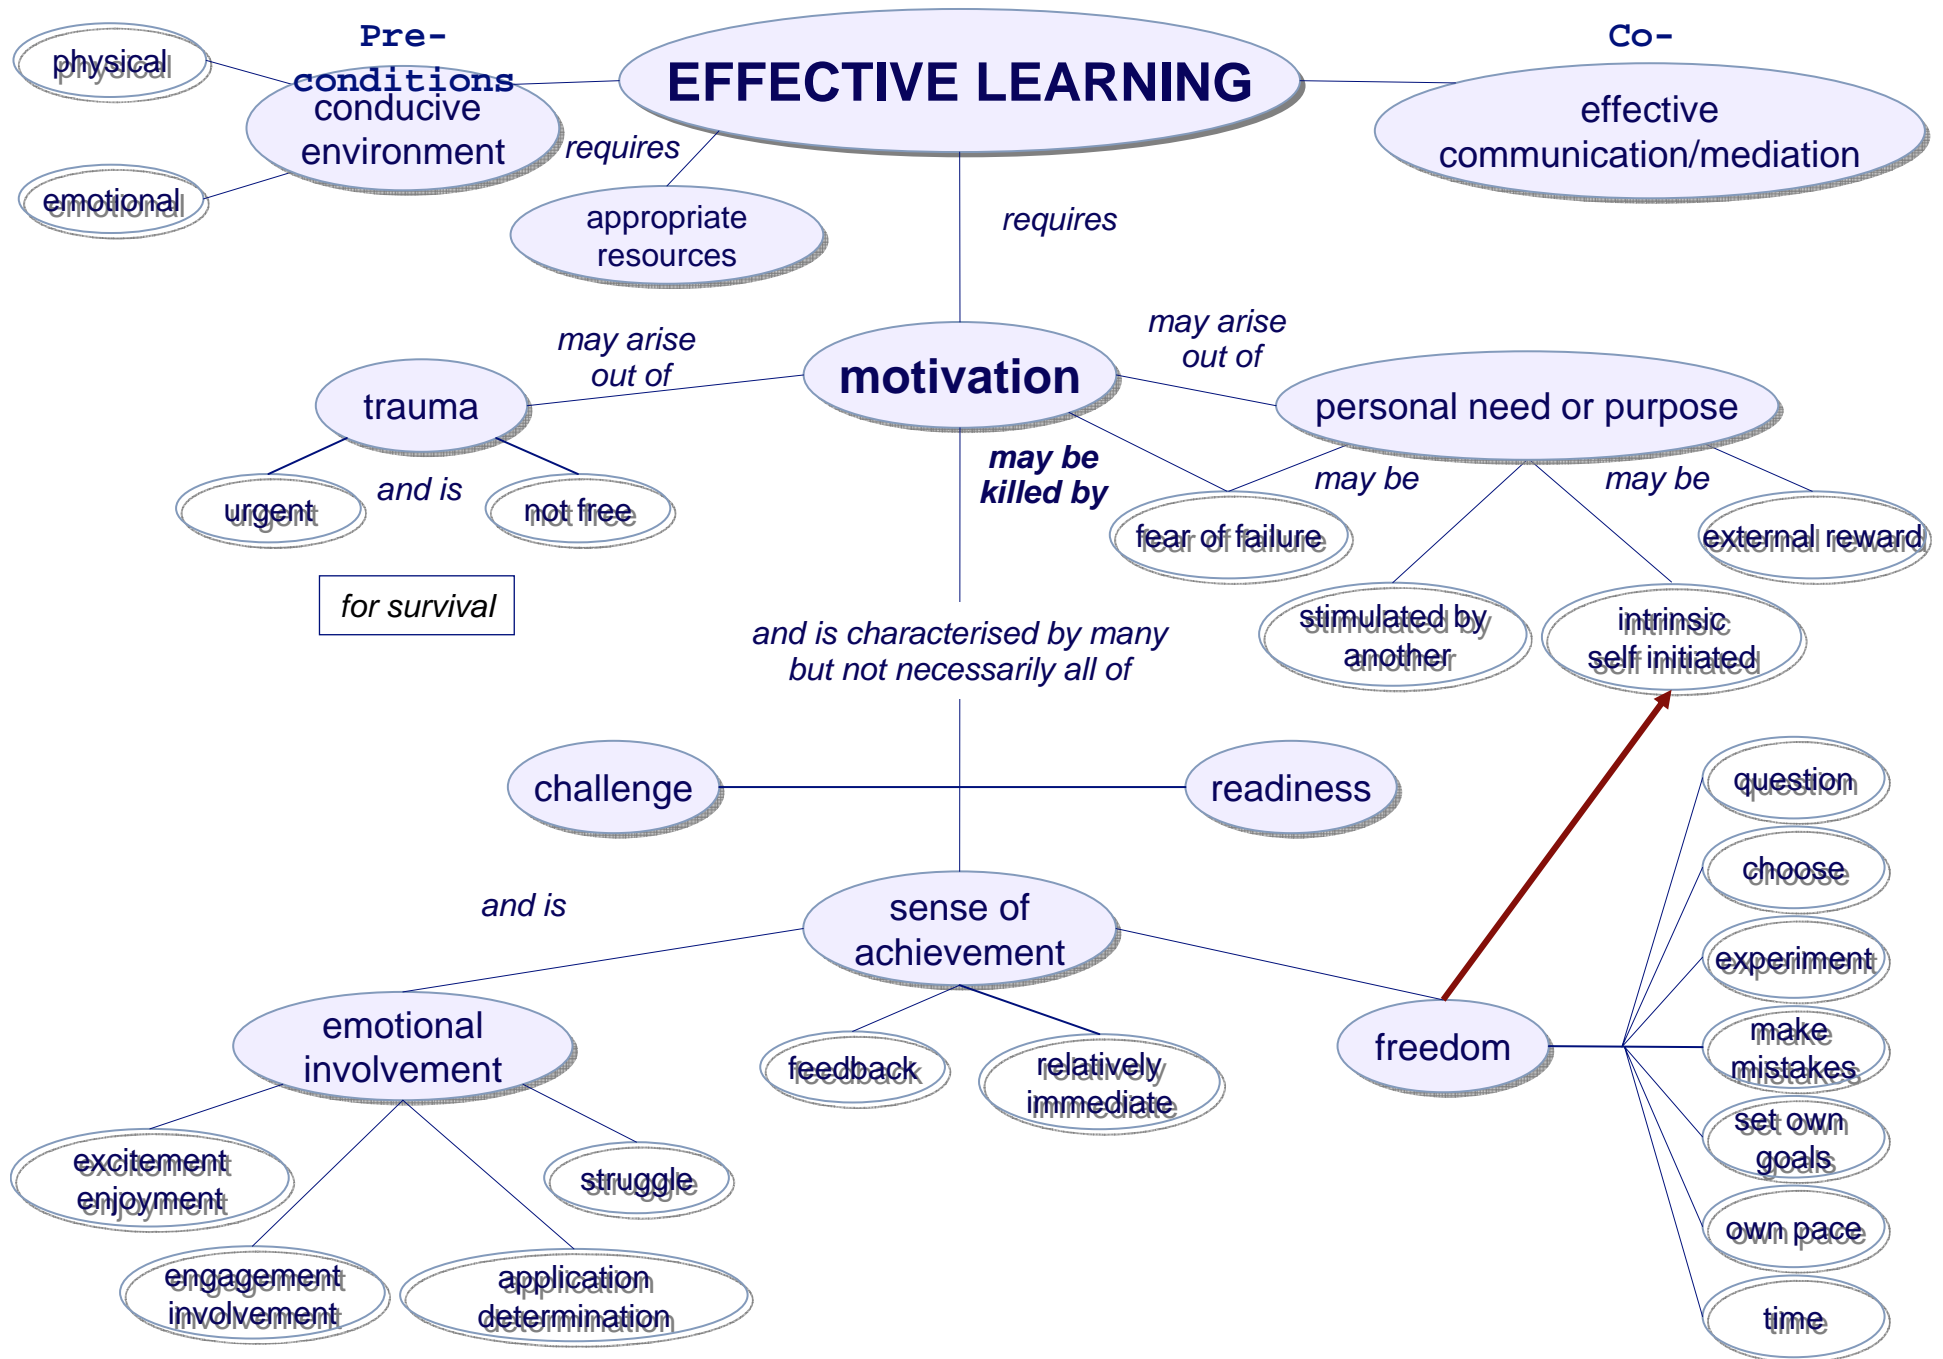 Pre-
conditions
Co-
EFFECTIVE LEARNING
physical
emotional
conducive
environment
requires
appropriate
resources
requires
effective
communication/mediation
may arise
out of
motivation
may arise
out of
trauma
personal need or purpose
urgent
and is
not free
for survival
may be
killed by
may be
may be
fear of failure
external reward
stimulated by
another
intrinsic
self initiated
and is characterised by many
but not necessarily all of
challenge
readiness
and is
sense of
achievement
emotional
involvement
feedback
relatively
immediate
freedom
excitement
enjoyment
struggle
engagement
involvement
application
determination
question
choose
experiment
make
mistakes
set own
goals
own pace
time